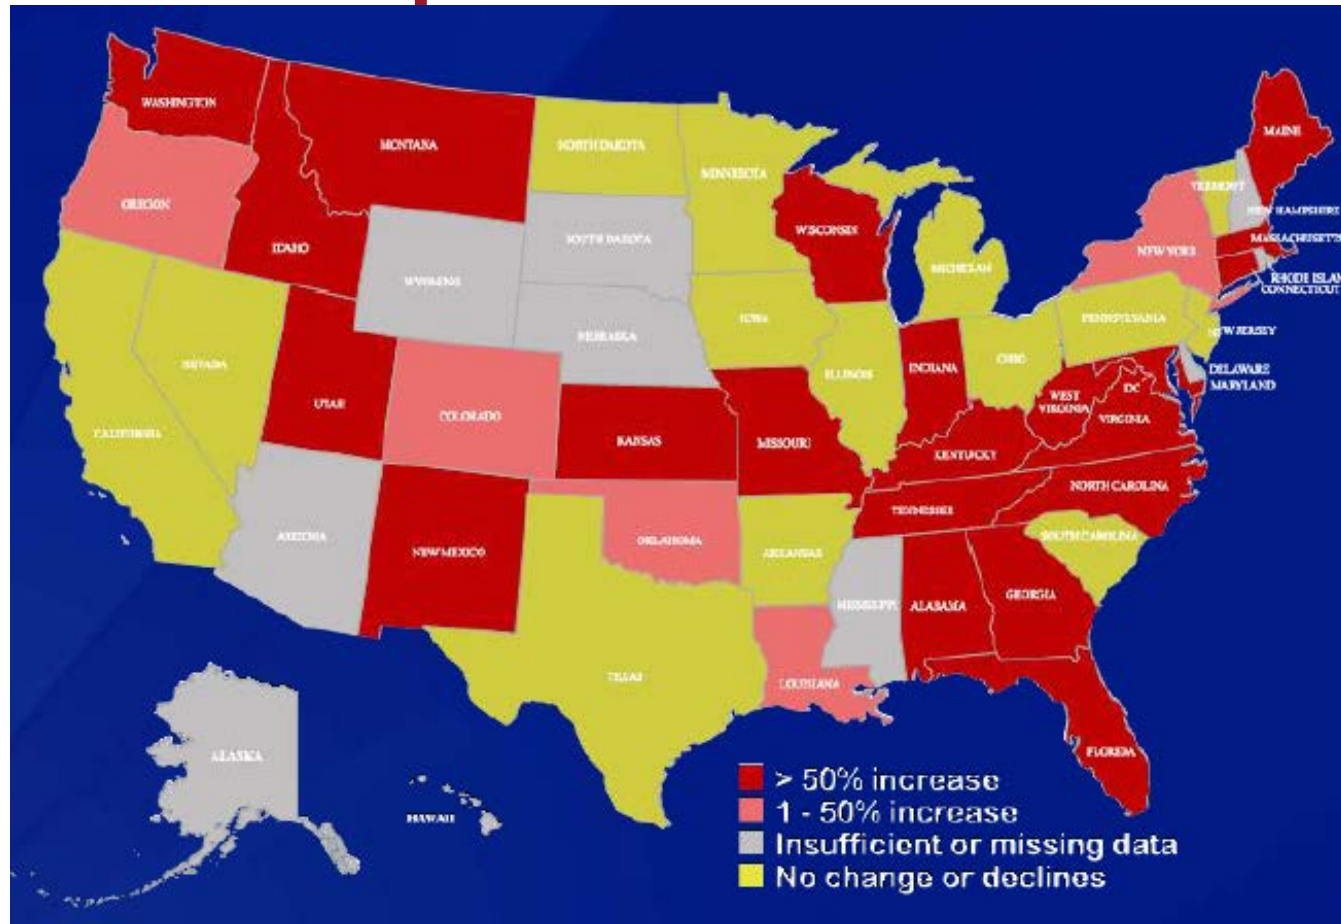 WASHINGTON
MONTANA
NORTH DAKOTA
MINNESOTA
MAINE
VERMONT
NEW HAMPSHIRE
OREGON
IDAHO
SOUTH DAKOTA
WISCONSIN
MICHIGAN
NEW YORK
MASSACHUSETT
RHODE ISLAN
CONNECTICUT
WYOMING
NEBRASKA
IOWA
PENNSYLVANIA
NEW JERSEY
NEVADA
UTAH
COLORADO
KANSAS
MISSOURI
ILLINOIS
INDIANA
OHIO
WEST
VIRGINIA
DC
VIRGINIA
DELAWARE
MARYLAND
CALIFORNIA
KENTUCKY
ARIZONA
NEW MEXICO
OKLAHOMA
ARKANSAS
TENNESSEE
NORTH CAROLINA
SOUTH CAROLINA
MISSISSIPPI
ALABAMA
GEORGIA
TEXAS
LOUISIANA
FLORIDA
ALASKA
HAWAII
> 50% increase
1 - 50% increase
Insufficient or missing data
No change or declines